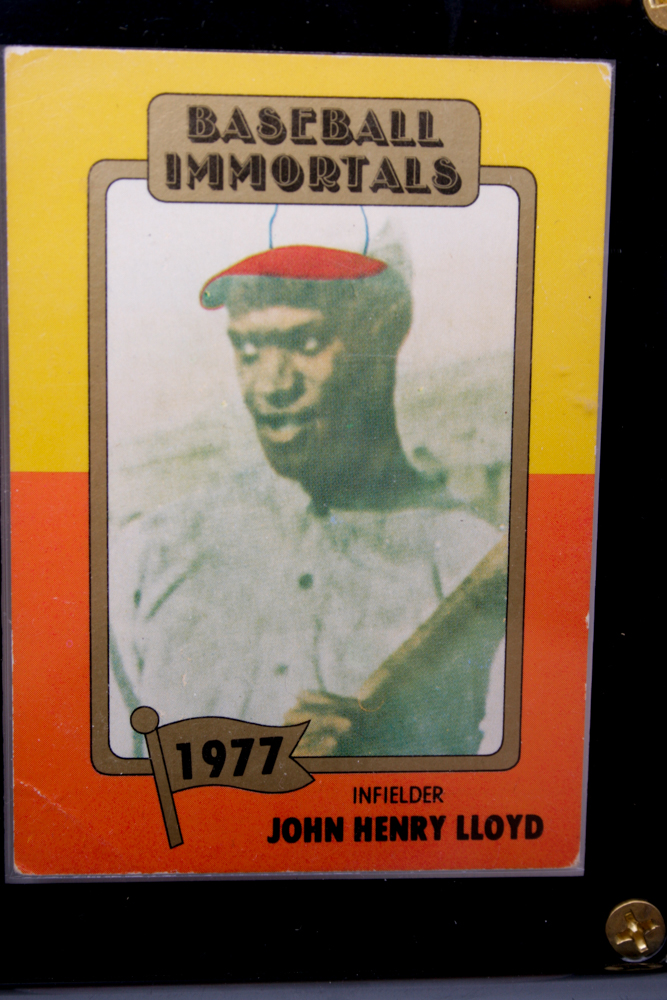 BASEBALL
IMMORTALS
1977
INFIELDER
JOHN HENRY LLOYD